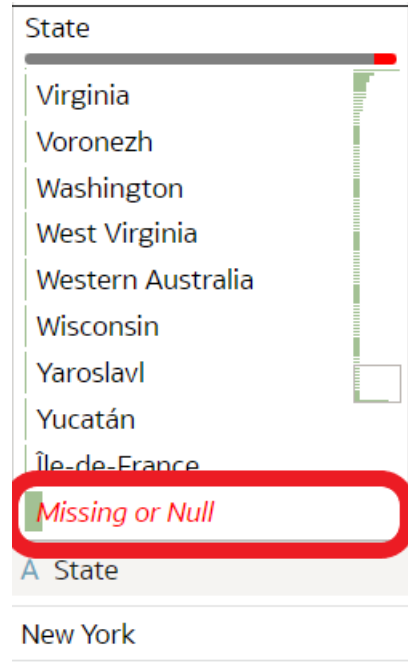 State
Virginia
Voronezh
Washington
West Virginia
Western Australia
Wisconsin
Yaroslavl
Yucatán
Île-de-France
Missing or Null
A State
New York